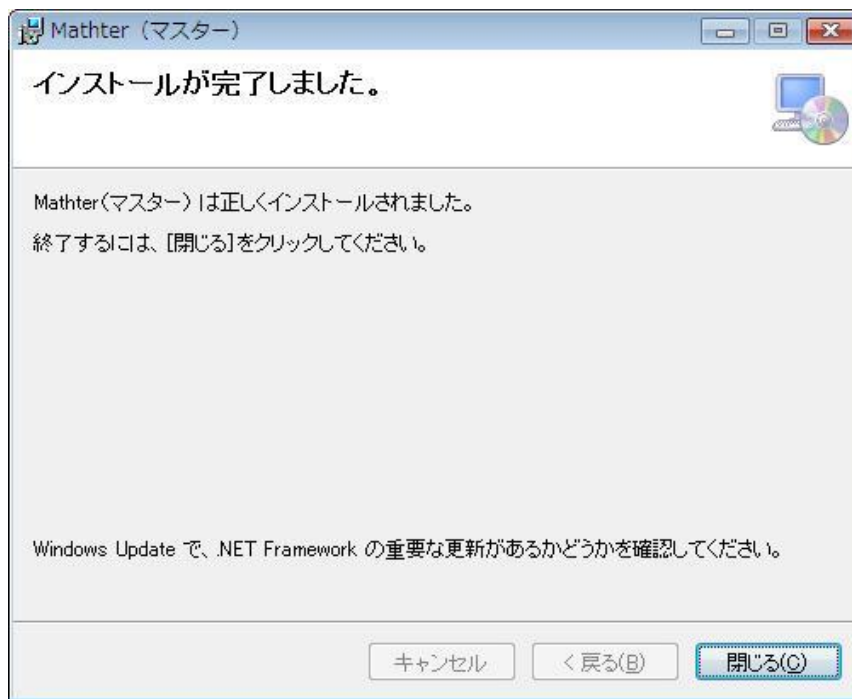 Mathter（マスター）
インストールが完了しました。
Mathter（マスター）は正しくインストールされました。
終了するには、[閉じる]をクリックしてください。
Windows Update で、.NET Framework の重要な更新があるかどうかを確認してください。
キャンセル
< 戻る(B)
閉じる(C)